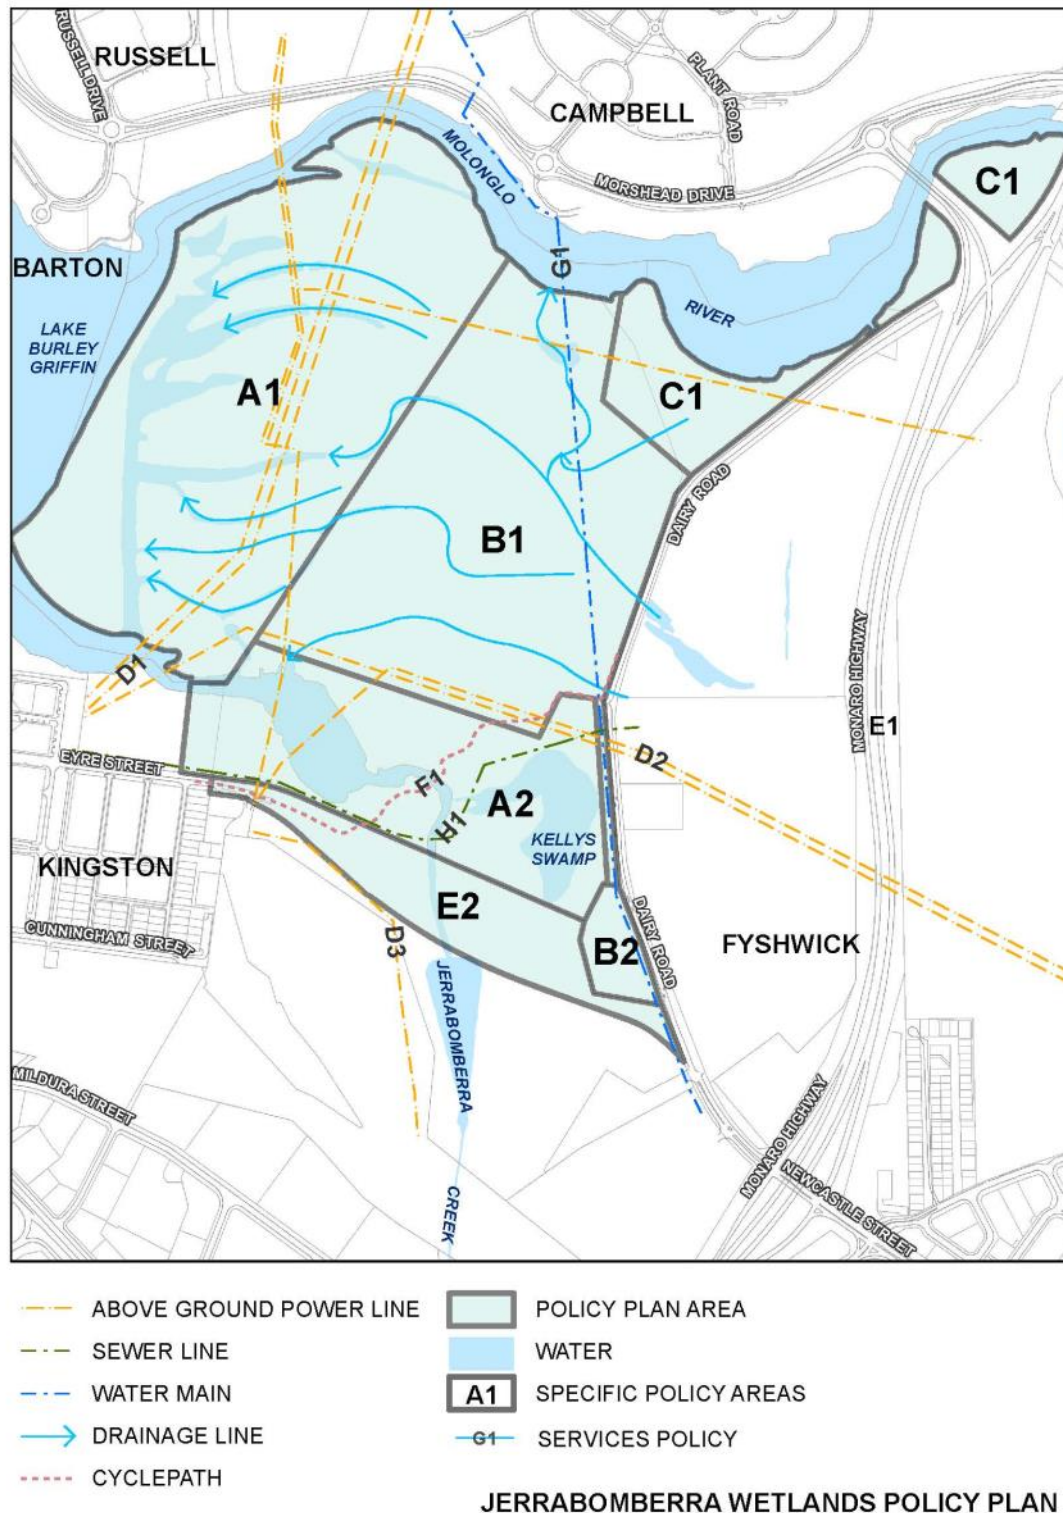 RUSSELL
RUSSELL DRIVE
CAMPBELL
PLANT ROAD
MOLONGLO
MORSHEAD DRIVE
C1
BARTON
G1
RIVER
LAKE
BURLEY
GRIFFIN
A1
C1
DAIRY ROAD
B1
MONARO HIGHWAY
D1
E1
EYRE STREET
D2
F1
A2
H1
KELLYS
SWAMP
KINGSTON
E2
CUNNINGHAM STREET
D3
B2
DAIRY ROAD
FYSHWICK
JERRABOMBERRA
MILDURA STREET
MONARO HIGHWAY
NEWCASTLE STREET
CREEK
ABOVE GROUND POWER LINE
SEWER LINE
WATER MAIN
DRAINAGE LINE
CYCLEPATH
POLICY PLAN AREA
WATER
A1 SPECIFIC POLICY AREAS
G1 SERVICES POLICY
JERRABOMBERRA WETLANDS POLICY PLAN